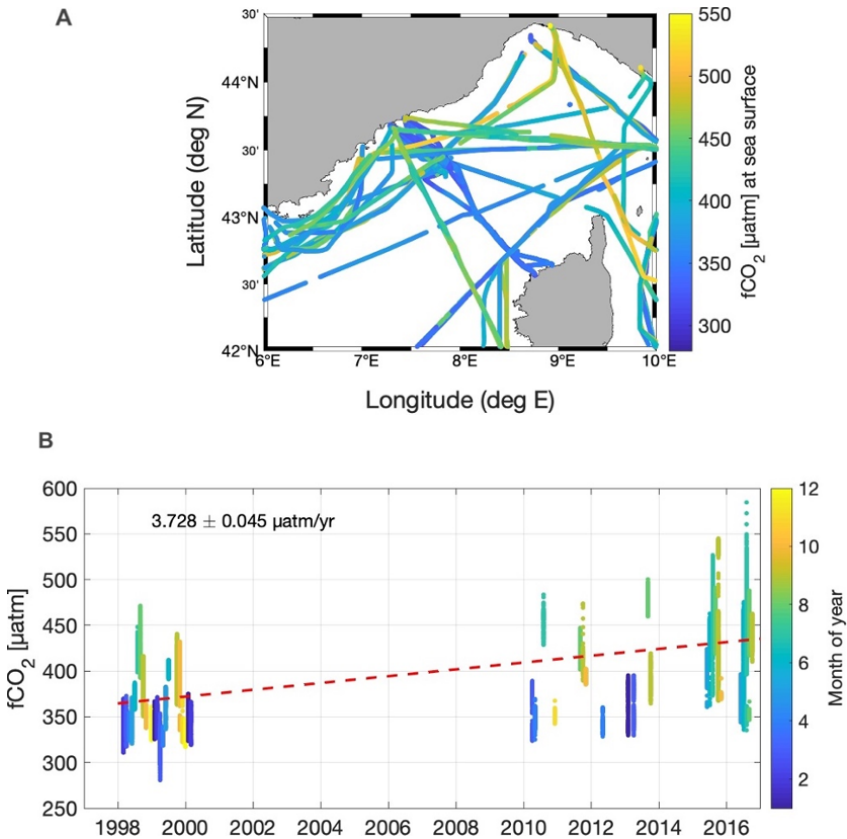 A
30'
44°N
30'
43°N
30'
42°N
Latitude (deg N)
6°E
7°E
8°E
9°E
10°E
Longitude (deg E)
550
500
450
400
350
300
fCO2 [µatm] at sea surface
B
600
550
500
450
400
350
300
250
fCO2 [µatm]
3.728 ± 0.045 µatm/yr
1998
2000
2002
2004
2006
2008
2010
2012
2014
2016
12
10
8
6
4
2
Month of year